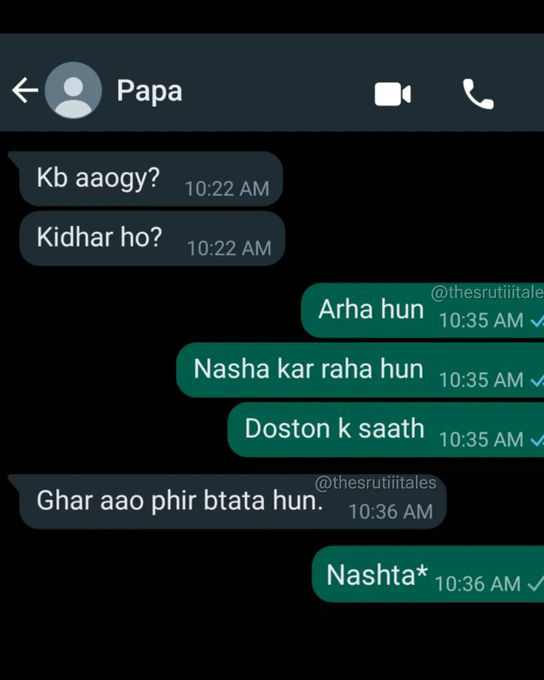 Papa
Kb aaogy? 10:22 AM
Kidhar ho? 10:22 AM
@thesrutiiitale
Arha hun 10:35 AM
Nasha kar raha hun 10:35 AM
Doston k saath 10:35 AM
@thesrutiiitales
Ghar aao phir btata hun. 10:36 AM
Nashta* 10:36 AM